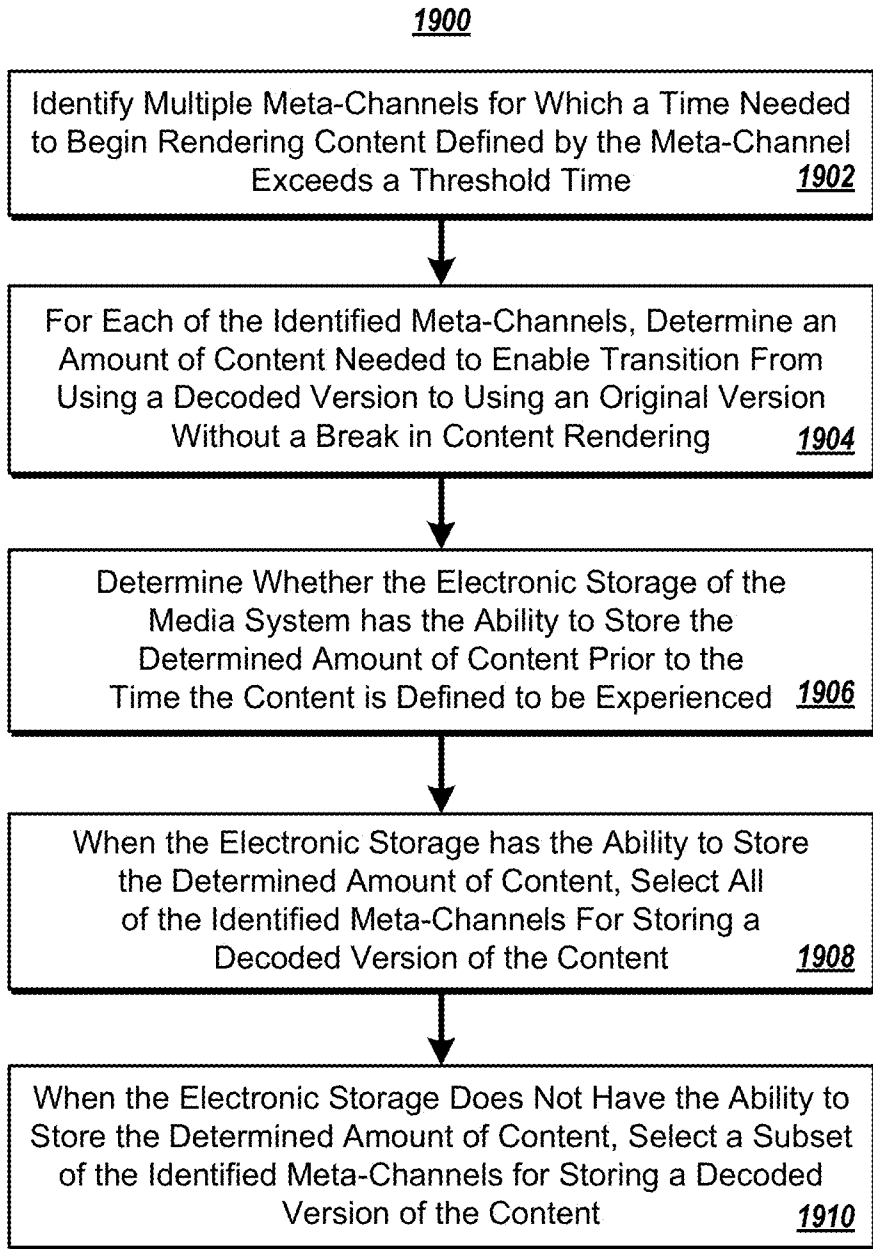 1900
Identify Multiple Meta-Channels for Which a Time Needed
to Begin Rendering Content Defined by the Meta-Channel
Exceeds a Threshold Time 1902
For Each of the Identified Meta-Channels, Determine an
Amount of Content Needed to Enable Transition From
Using a Decoded Version to Using an Original Version
Without a Break in Content Rendering 1904
Determine Whether the Electronic Storage of the
Media System has the Ability to Store the
Determined Amount of Content Prior to the
Time the Content is Defined to be Experienced 1906
When the Electronic Storage has the Ability to Store
the Determined Amount of Content, Select All
of the Identified Meta-Channels For Storing a
Decoded Version of the Content 1908
When the Electronic Storage Does Not Have the Ability to
Store the Determined Amount of Content, Select a Subset
of the Identified Meta-Channels for Storing a Decoded
Version of the Content 1910